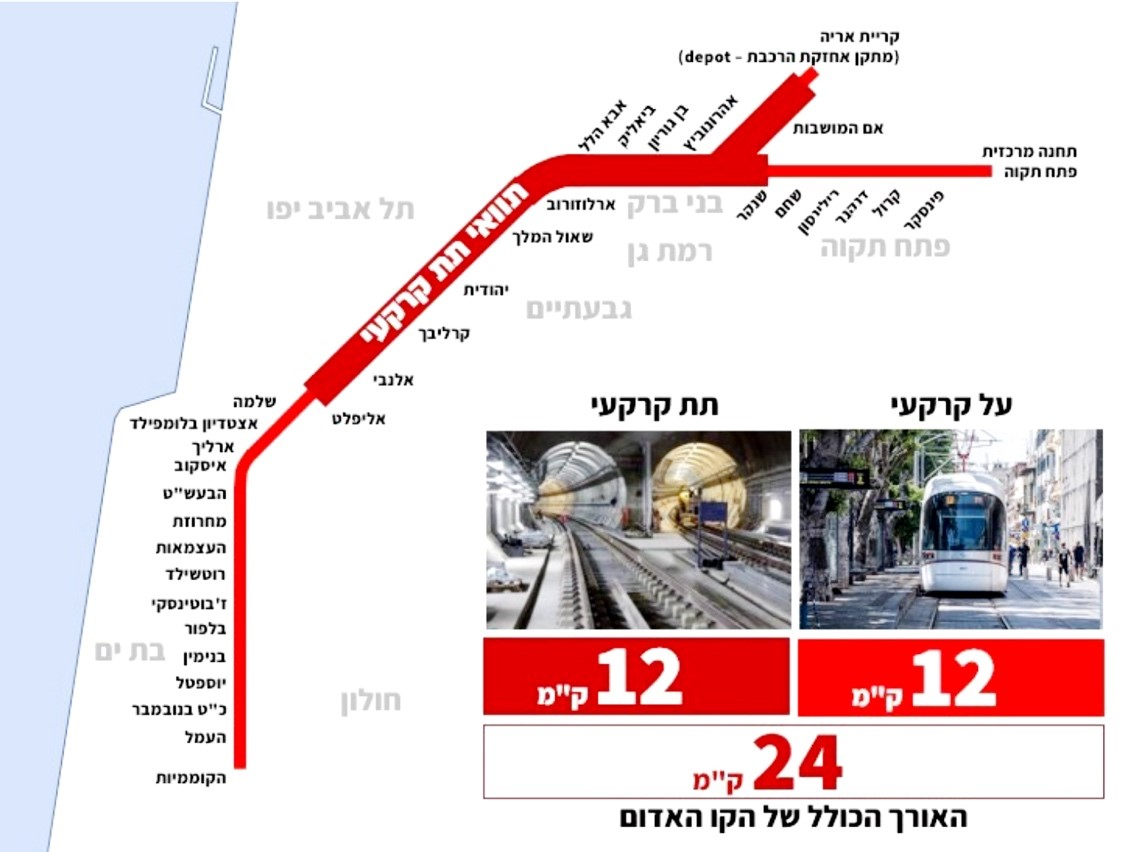 קריית אריה
(מתקן אחזקת הרכבת – depot)
אם המושבות
תחנה מרכזית
פתח תקוה
אבא הלל
ביאליק
בן גוריון
אהרונוביץ
שנקר
שחם
דנקנר
קרול
פינסקר
תל אביב יפו
בני ברק
רמת גן
פתח תקוה
גבעתיים
תוואי תת קרקעי
ארלוזורוב
שאול המלך
יהודית
קרליבך
אלנבי
אליפלט
שלמה
אצטדיון בלומפילד
ארליך
איסקוב
הבעש"ט
מחרוזת
העצמאות
רוטשילד
ז'בוטינסקי
בלפור
בנימין
יוספטל
כ"ט בנובמבר
העמל
הקוממיות
בת ים
חולון
על קרקעי
תת קרקעי
12 ק"מ
12 ק"מ
24 ק"מ
האורך הכולל של הקו האדום